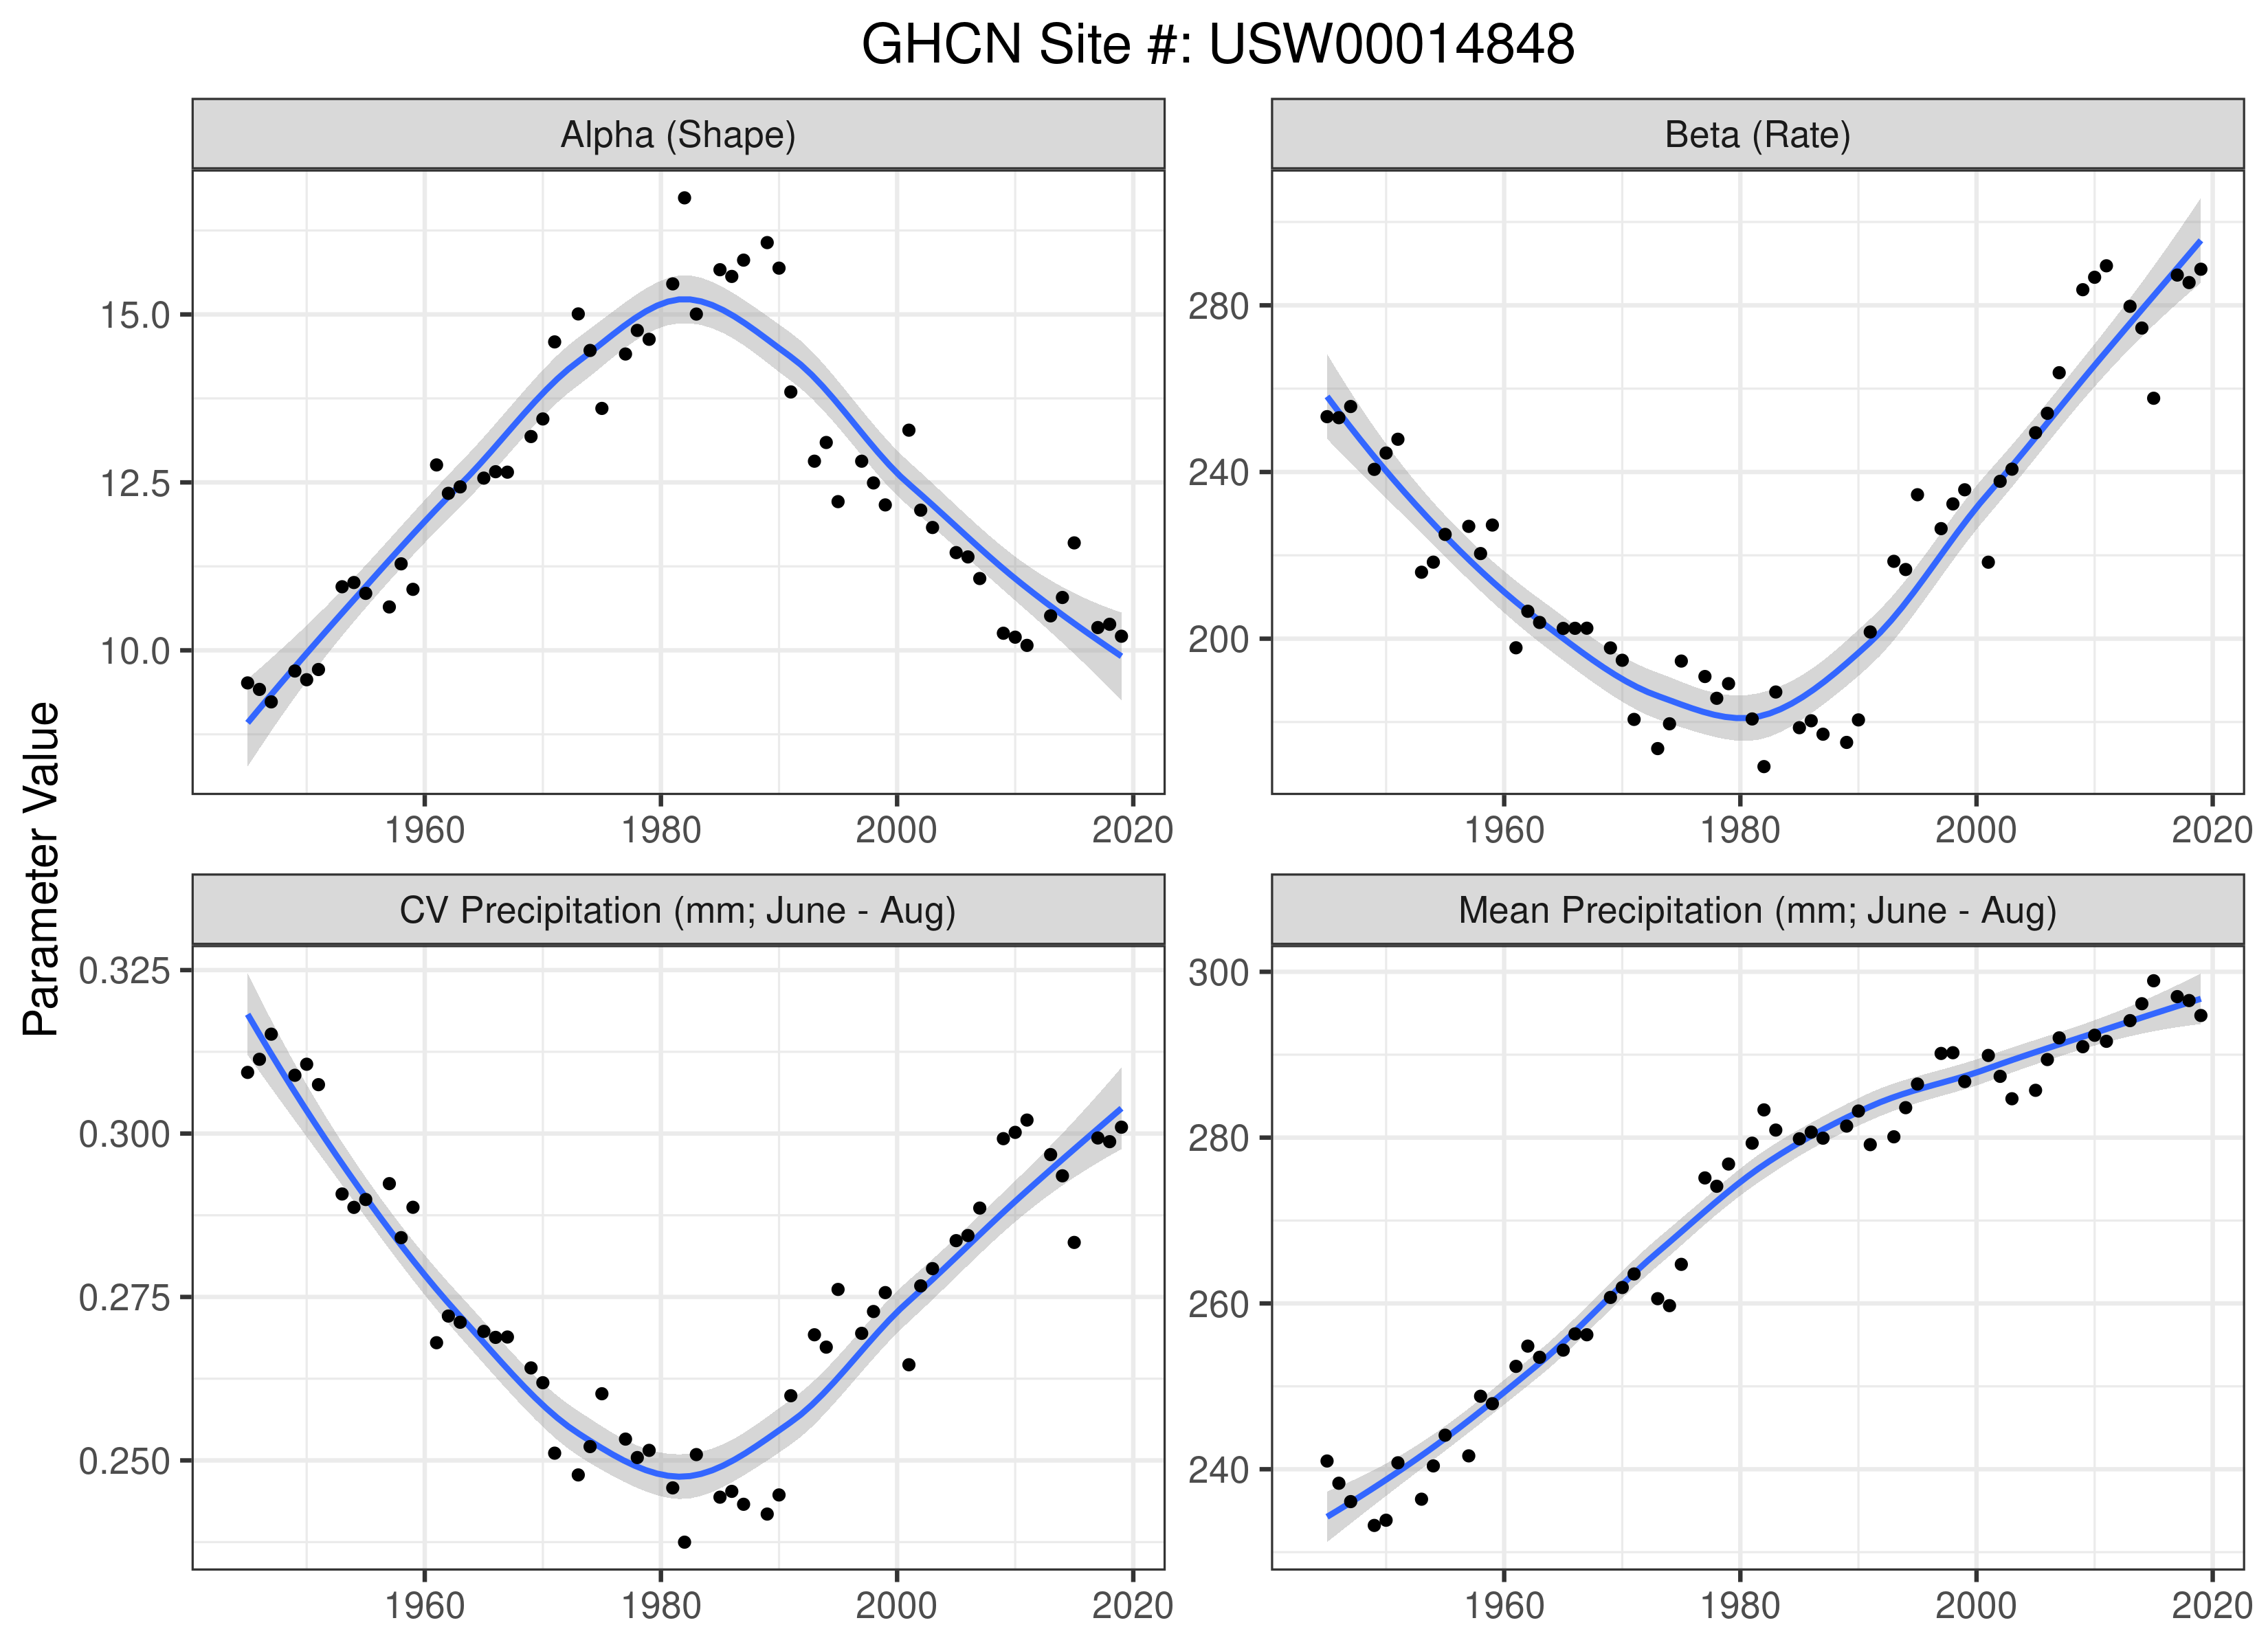 GHCN Site #: USW00014848
Alpha (Shape)
Beta (Rate)
15.0
12.5
10.0
280
240
200
1960 1980 2000 2020
1960 1980 2000 2020
Parameter Value
CV Precipitation (mm; June - Aug)
Mean Precipitation (mm; June - Aug)
0.325
0.300
0.275
0.250
300
280
260
240
1960 1980 2000 2020
1960 1980 2000 2020